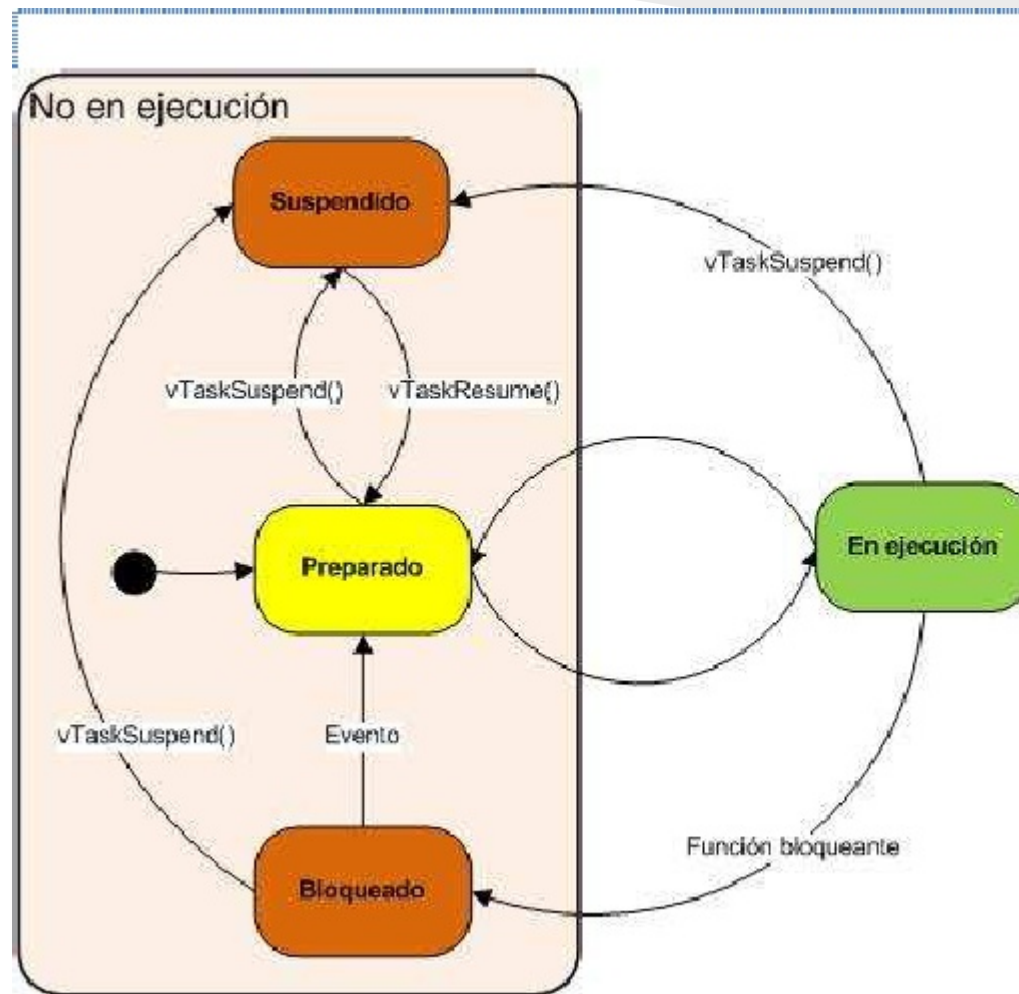 No en ejecución
Suspendido
vTaskSuspend()
vTaskSuspend()
vTaskResume()
Preparado
En ejecución
vTaskSuspend()
Evento
Función bloqueante
Bloqueado